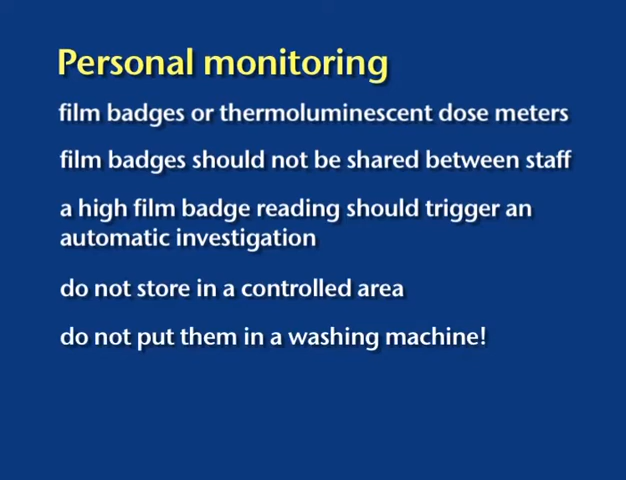 Personal monitoring
film badges or thermoluminescent dose meters
film badges should not be shared between staff
a high film badge reading should trigger an
automatic investigation
do not store in a controlled area
do not put them in a washing machine!